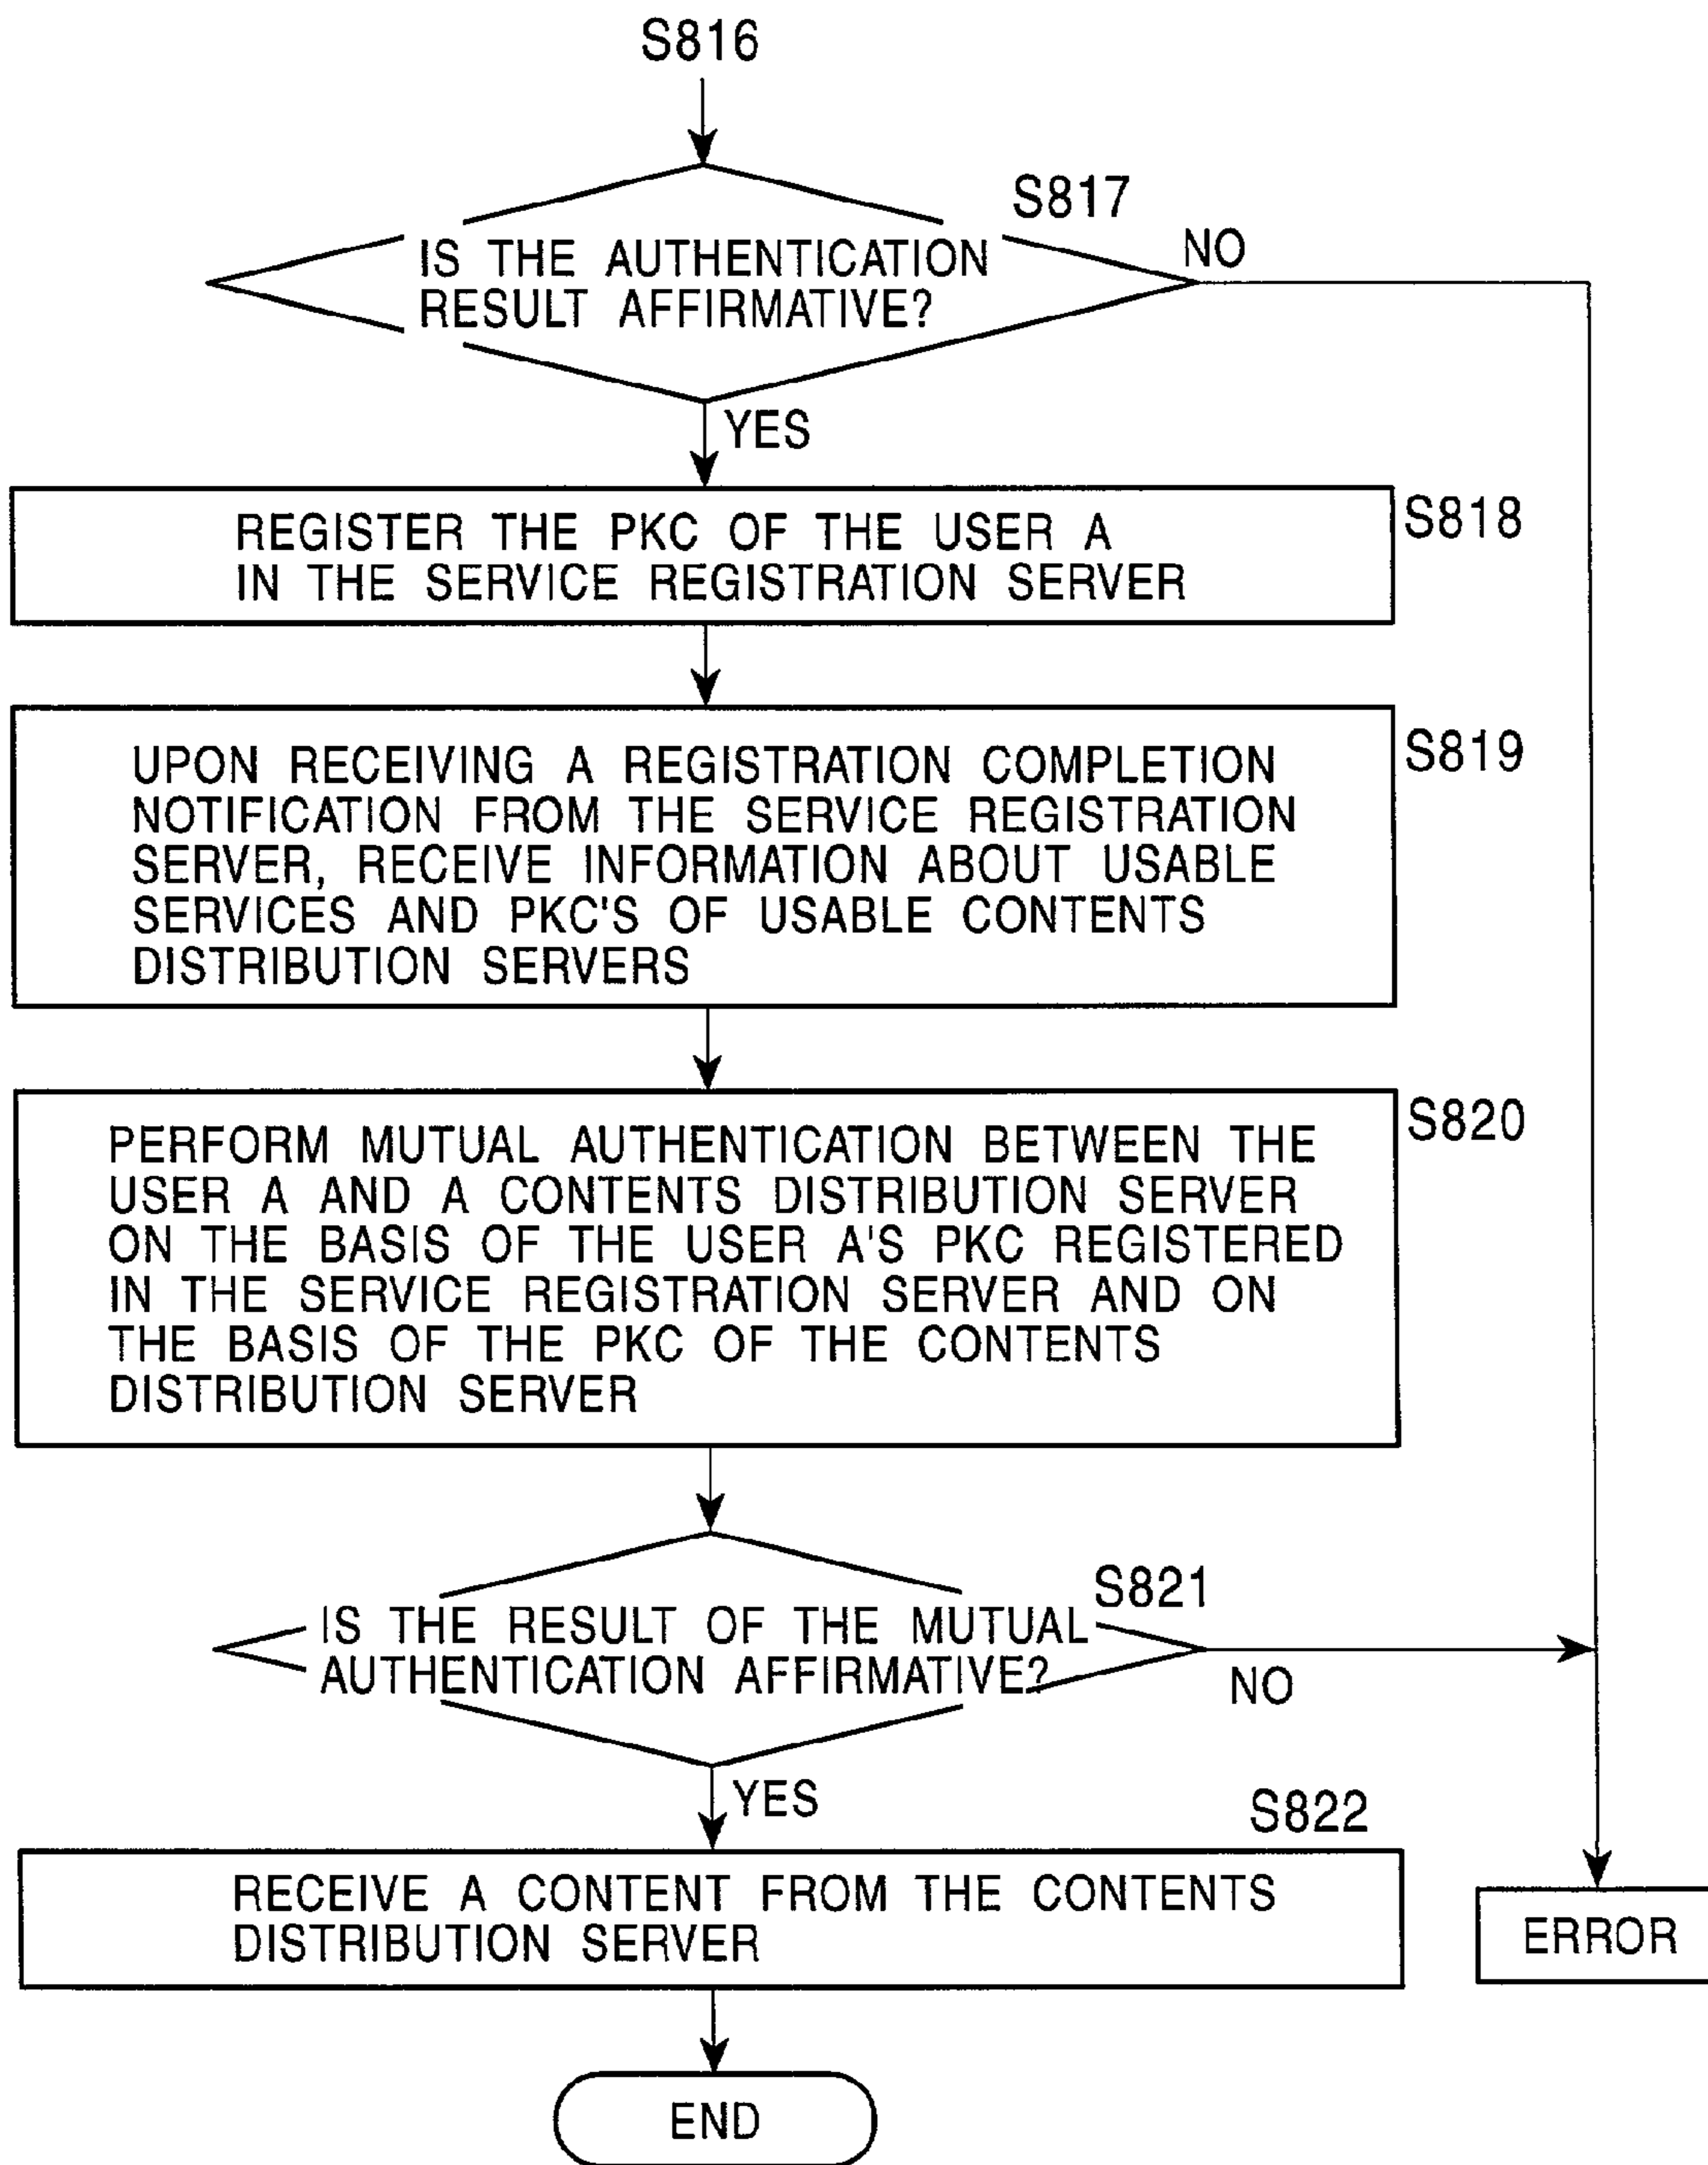 S816
S817
IS THE AUTHENTICATION
RESULT AFFIRMATIVE?
NO
YES
S818
REGISTER THE PKC OF THE USER A
IN THE SERVICE REGISTRATION SERVER
S819
UPON RECEIVING A REGISTRATION COMPLETION
NOTIFICATION FROM THE SERVICE REGISTRATION
SERVER, RECEIVE INFORMATION ABOUT USABLE
SERVICES AND PKC'S OF USABLE CONTENTS
DISTRIBUTION SERVERS
S820
PERFORM MUTUAL AUTHENTICATION BETWEEN THE
USER A AND A CONTENTS DISTRIBUTION SERVER
ON THE BASIS OF THE USER A'S PKC REGISTERED
IN THE SERVICE REGISTRATION SERVER AND ON
THE BASIS OF THE PKC OF THE CONTENTS
DISTRIBUTION SERVER
S821
IS THE RESULT OF THE MUTUAL
AUTHENTICATION AFFIRMATIVE?
NO
YES
S822
RECEIVE A CONTENT FROM THE CONTENTS
DISTRIBUTION SERVER
ERROR
END